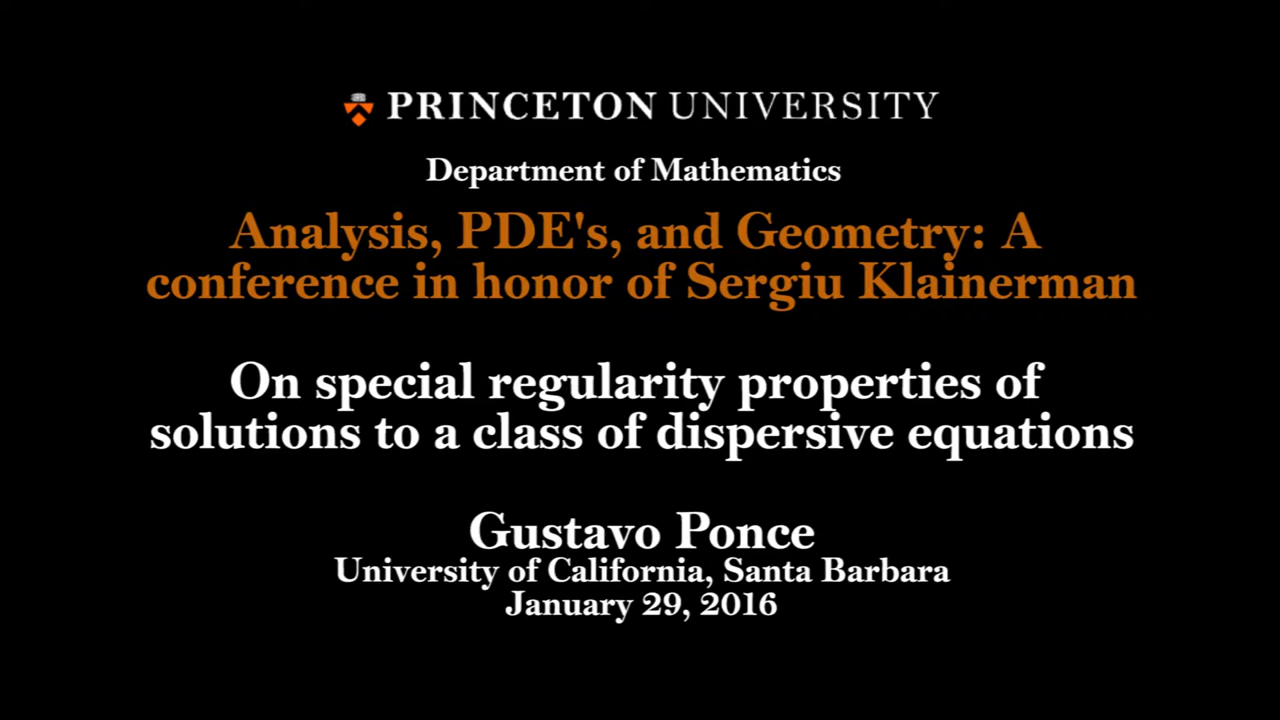 PRINCETON UNIVERSITY
Department of Mathematics
Analysis, PDE's, and Geometry: A
conference in honor of Sergiu Klainerman
On special regularity properties of
solutions to a class of dispersive equations
Gustavo Ponce
University of California, Santa Barbara
January 29, 2016